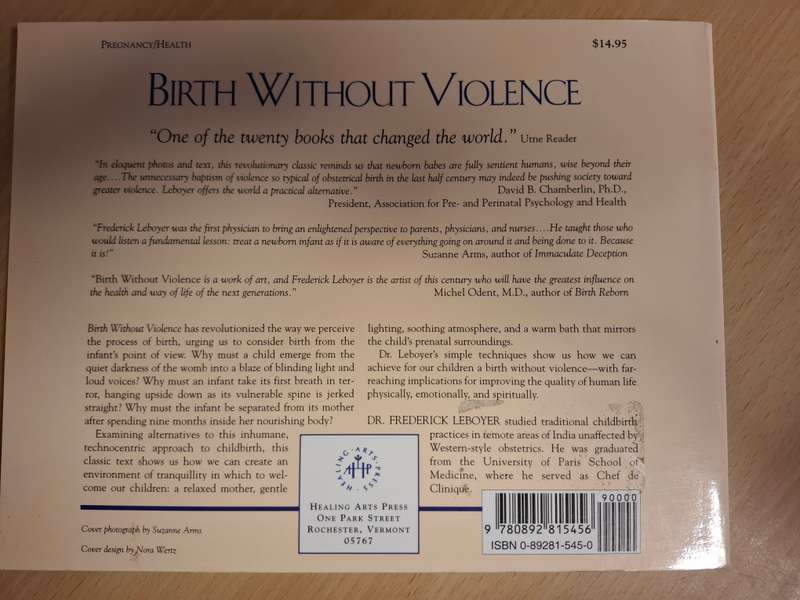 PREGNANCY/HEALTH
$14.95
BIRTH WITHOUT VIOLENCE
“One of the twenty books that changed the world.” Utne Reader
“In eloquent photos and text, this revolutionary classic reminds us that newborn babes are fully sentient humans, wise beyond their
age....The unnecessary baptism of violence so typical of obstetrical birth in the last half century may indeed be pushing society toward
greater violence. Leboyer offers the world a practical alternative.” David B. Chamberlin, Ph.D.,
President, Association for Pre- and Perinatal Psychology and Health
“Frederick Leboyer was the first physician to bring an enlightened perspective to parents, physicians, and nurses....He taught those who
would listen a fundamental lesson: treat a newborn infant as if it is aware of everything going on around it and being done to it. Because
it is!” Suzanne Arms, author of Immaculate Deception
“Birth Without Violence is a work of art, and Frederick Leboyer is the artist of this century who will have the greatest influence on
the health and way of life of the next generations.” Michel Odent, M.D., author of Birth Reborn
Birth Without Violence has revolutionized the way we perceive
the process of birth, urging us to consider birth from the
infant’s point of view. Why must a child emerge from the
quiet darkness of the womb into a blaze of blinding light and
loud voices? Why must an infant take its first breath in ter-
ror, hanging upside down as its vulnerable spine is jerked
straight? Why must the infant be separated from its mother
after spending nine months inside her nourishing body?
Examining alternatives to this inhumane,
technocentric approach to childbirth, this
classic text shows us how we can create an
environment of tranquillity in which to wel-
come our children: a relaxed mother, gentle
lighting, soothing atmosphere, and a warm bath that mirrors
the child’s prenatal surroundings.
Dr. Leboyer’s simple techniques show us how we can
achieve for our children a birth without violence—with far-
reaching implications for improving the quality of human life
physically, emotionally, and spiritually.
DR. FREDERICK LEBOYER studied traditional childbirth
practices in remote areas of India unaffected by
Western-style obstetrics. He was graduated
from the University of Paris School of
Medicine, where he served as Chef de
Clinique.
HEALING·ARTS·PRESS
HEALING ARTS PRESS
ONE PARK STREET
ROCHESTER, VERMONT
05767
Cover photograph by Suzanne Arms
Cover design by Nora Wertz
90000
9 780892 815456
ISBN 0-89281-545-0